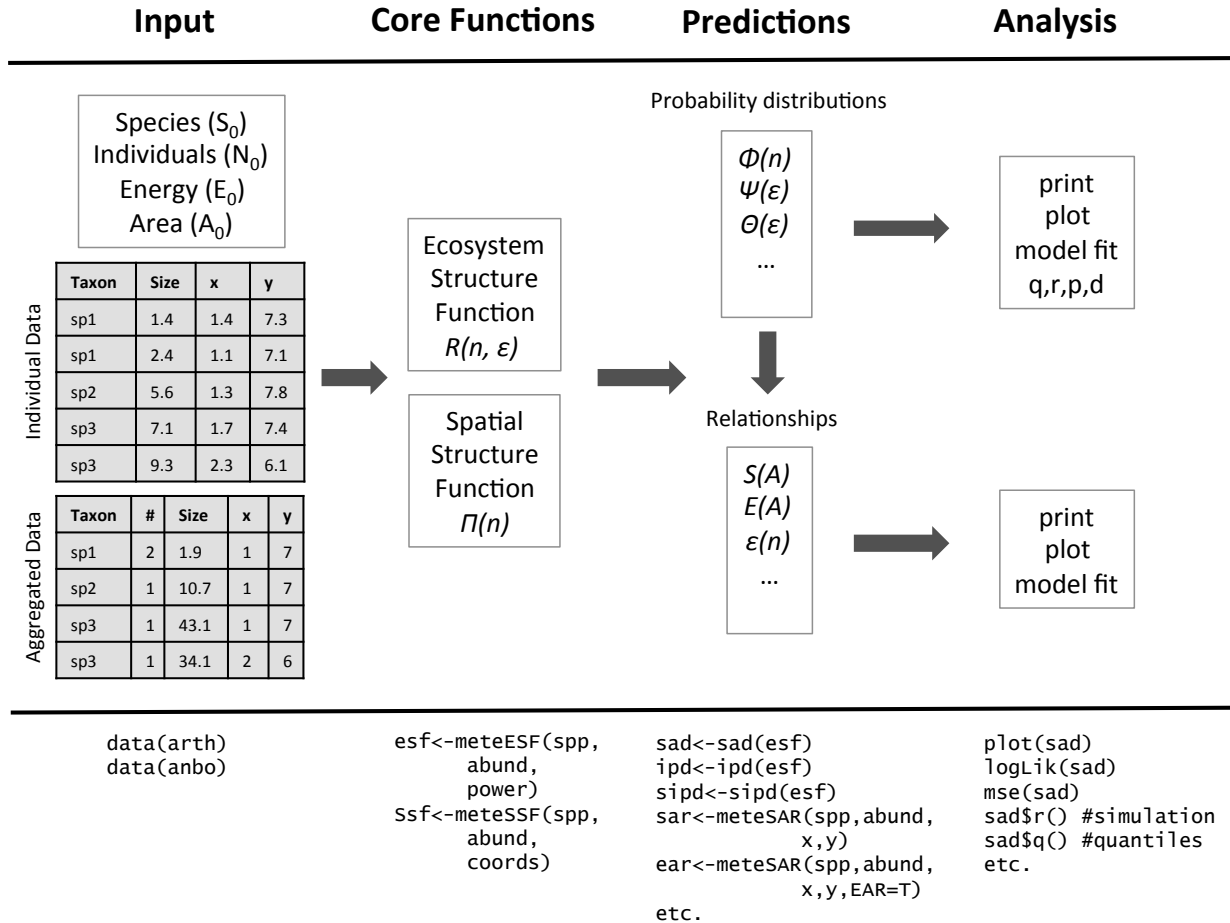 Input
Core Functions
Predictions
Analysis
Species (S₀)
Individuals (N₀)
Energy (E₀)
Area (A₀)
Individual Data
Taxon Size x y
sp1 1.4 1.4 7.3
sp1 2.4 1.1 7.1
sp2 5.6 1.3 7.8
sp3 7.1 1.7 7.4
sp3 9.3 2.3 6.1
Aggregated Data
Taxon # Size x y
sp1 2 1.9 1 7
sp2 1 10.7 1 7
sp3 1 43.1 1 7
sp3 1 34.1 2 6
Ecosystem
Structure
Function
R(n, ε)
Spatial
Structure
Function
Π(n)
Probability distributions
Φ(n)
Ψ(ε)
Θ(ε)
...
Relationships
S(A)
E(A)
ε(n)
...
print
plot
model fit
q,r,p,d
print
plot
model fit
data(arth)
data(anbo)
esf<-meteESF(spp,
abund,
power)
Ssf<-meteSSF(spp,
abund,
coords)
sad<-sad(esf)
ipd<-ipd(esf)
sipd<-sipd(esf)
sar<-meteSAR(spp,abund,
x,y)
ear<-meteSAR(spp,abund,
x,y,EAR=T)
etc.
plot(sad)
logLik(sad)
mse(sad)
sad$r() #simulation
sad$q() #quantiles
etc.